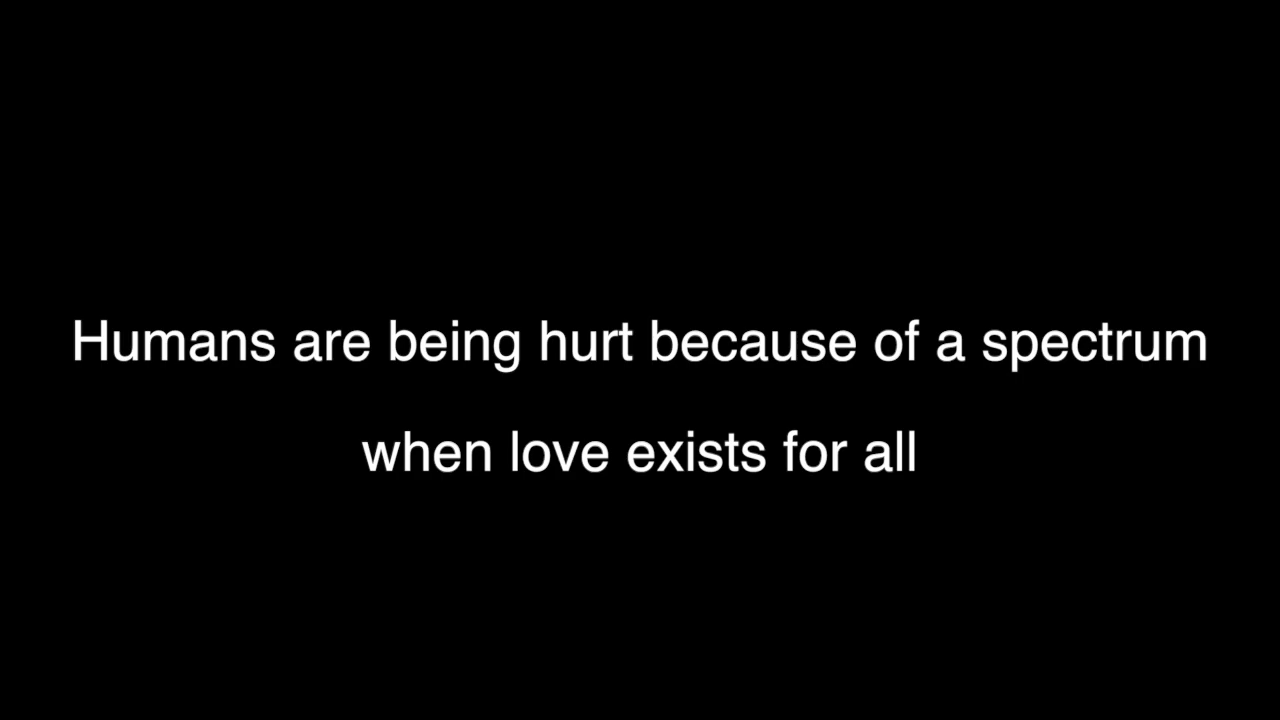 Humans are being hurt because of a spectrum
when love exists for all